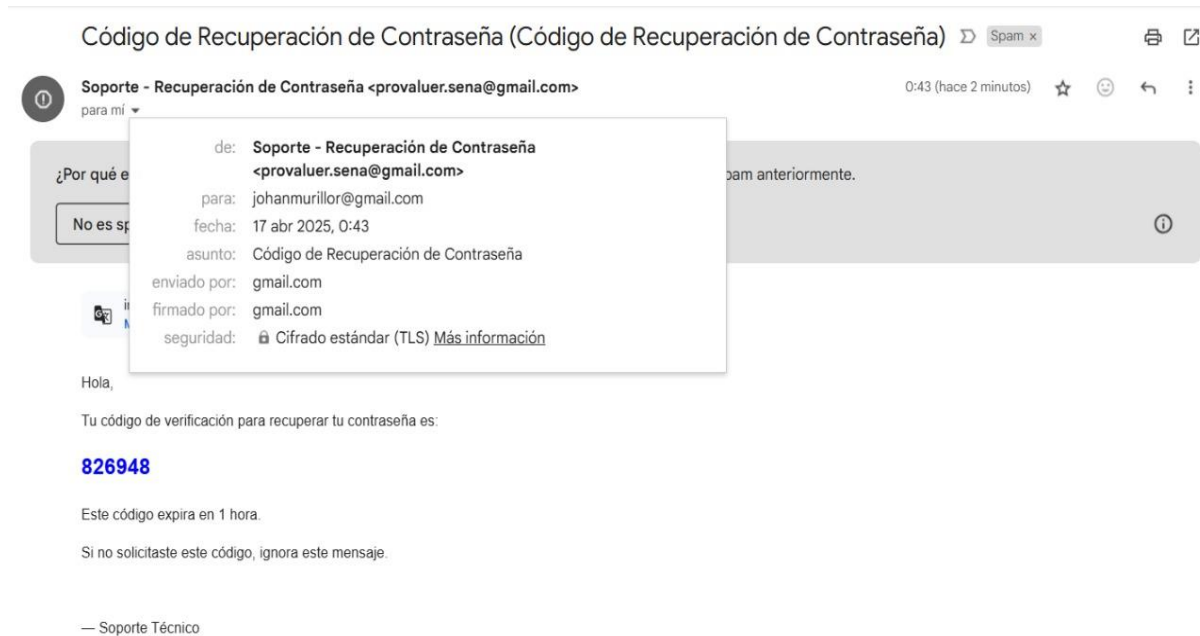 Código de Recuperación de Contraseña (Código de Recuperación de Contraseña) Spam ×
Soporte - Recuperación de Contraseña <provaluer.sena@gmail.com> 0:43 (hace 2 minutos)
para mí
de: Soporte - Recuperación de Contraseña
<provaluer.sena@gmail.com>
para: johanmurillor@gmail.com
fecha: 17 abr 2025, 0:43
asunto: Código de Recuperación de Contraseña
enviado por: gmail.com
firmado por: gmail.com
seguridad: Cifrado estándar (TLS) Más información
¿Por qué anteriormente.
No es
Hola,
Tu código de verificación para recuperar tu contraseña es:
826948
Este código expira en 1 hora.
Si no solicitaste este código, ignora este mensaje.
— Soporte Técnico